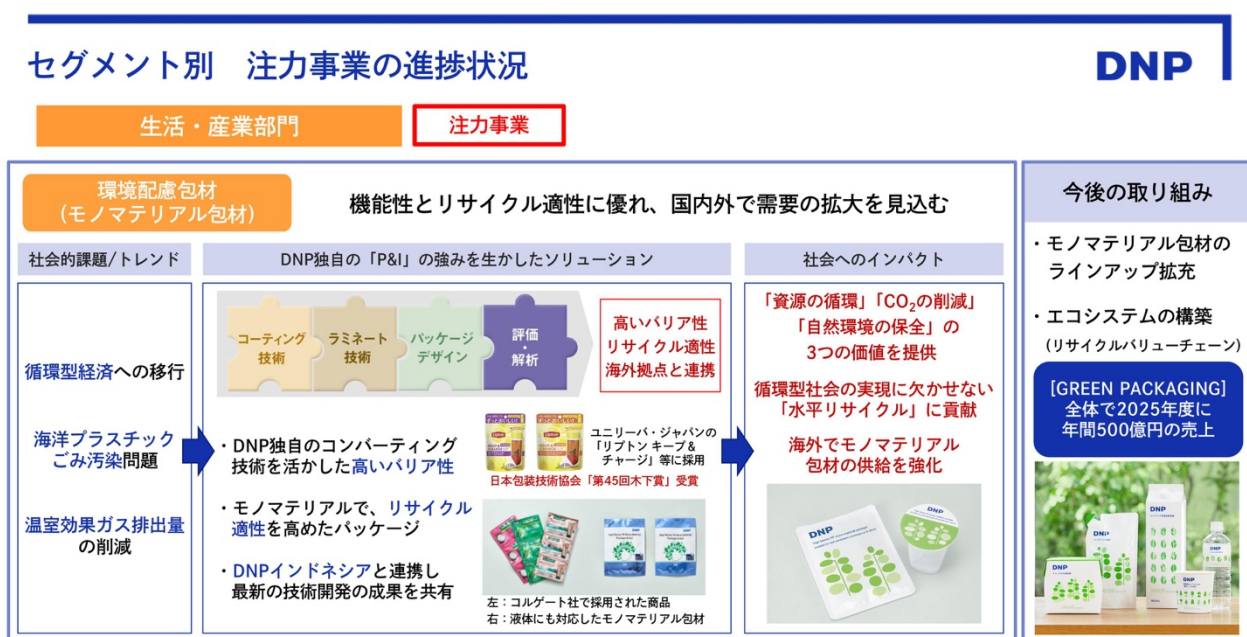 セグメント別　注力事業の進捗状況
DNP
生活・産業部門
注力事業
環境配慮包材
(モノマテリアル包材)
機能性とリサイクル適性に優れ、国内外で需要の拡大を見込む
社会的課題/トレンド
循環型経済への移行
海洋プラスチック
ごみ汚染問題
温室効果ガス排出量
の削減
DNP独自の「P&I」の強みを生かしたソリューション
コーティング
技術
ラミネート
技術
パッケージ
デザイン
評価
・
解析
高いバリア性
リサイクル適性
海外拠点と連携
・DNP独自のコンバーティング
技術を活かした高いバリア性
ユニリーバ・ジャパンの
「リプトン キープ&
チャージ」等に採用
日本包装技術協会「第45回木下賞」受賞
・モノマテリアルで、リサイクル
適性を高めたパッケージ
・DNPインドネシアと連携し
最新の技術開発の成果を共有
左：コルゲート社で採用された商品
右：液体にも対応したモノマテリアル包材
社会へのインパクト
「資源の循環」「CO₂の削減」
「自然環境の保全」の
3つの価値を提供
循環型社会の実現に欠かせない
「水平リサイクル」に貢献
海外でモノマテリアル
包材の供給を強化
DNP
今後の取り組み
・モノマテリアル包材の
ラインアップ拡充
・エコシステムの構築
(リサイクルバリューチェーン)
[GREEN PACKAGING]
全体で2025年度に
年間500億円の売上
DNP
DNP
DNP
DNP
DNP